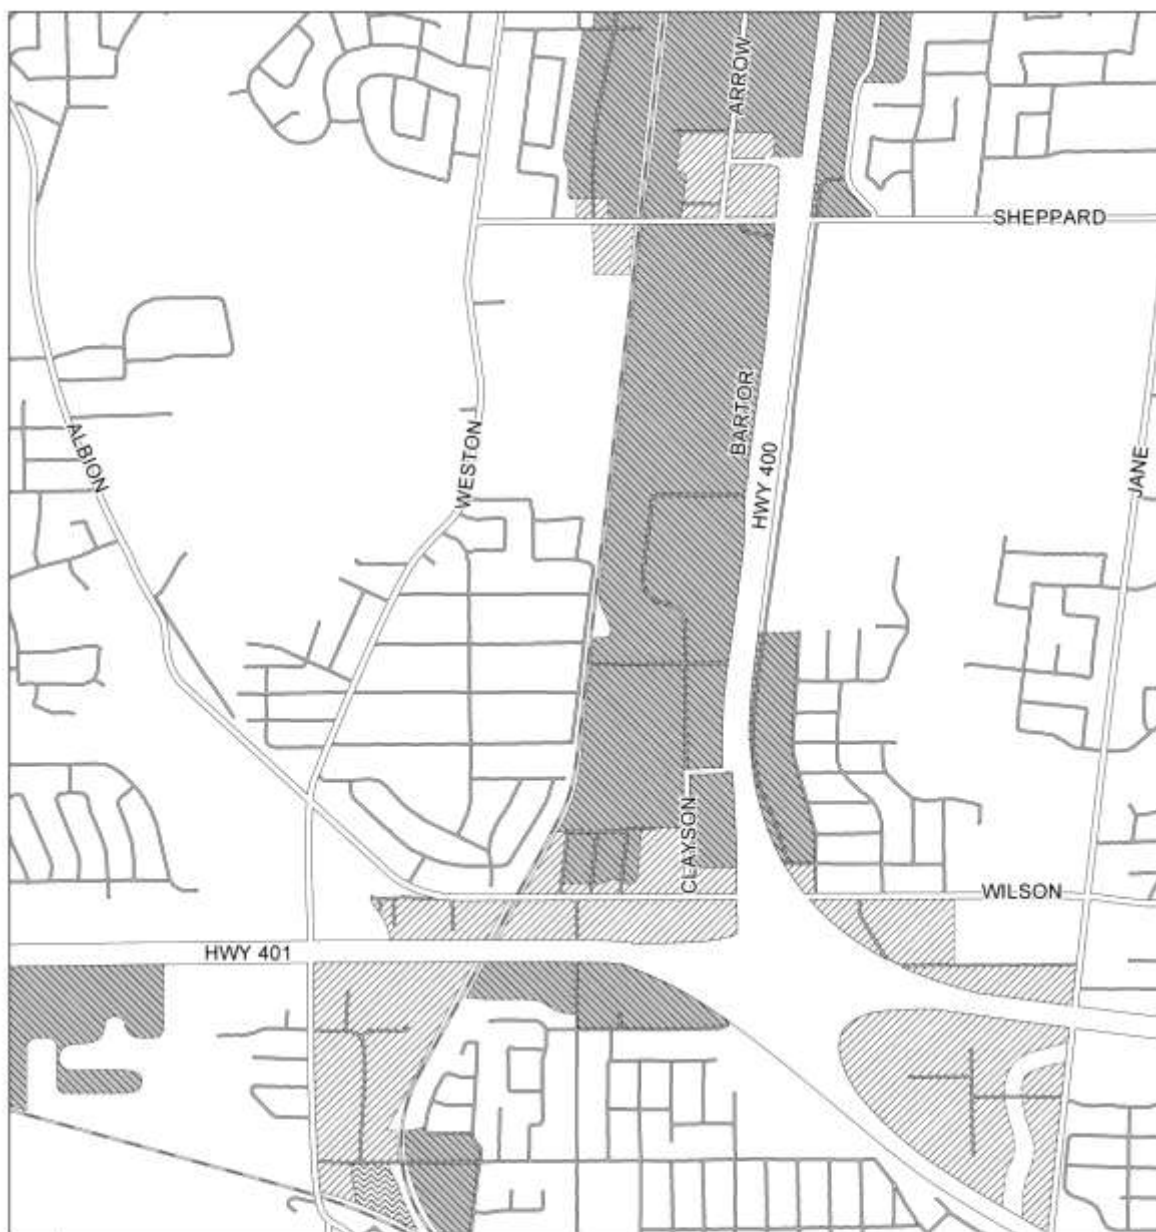 ARROW
SHEPPARD
BARTOR
ALBION
WESTON
HWY 400
JANE
CLAYSON
WILSON
HWY 401